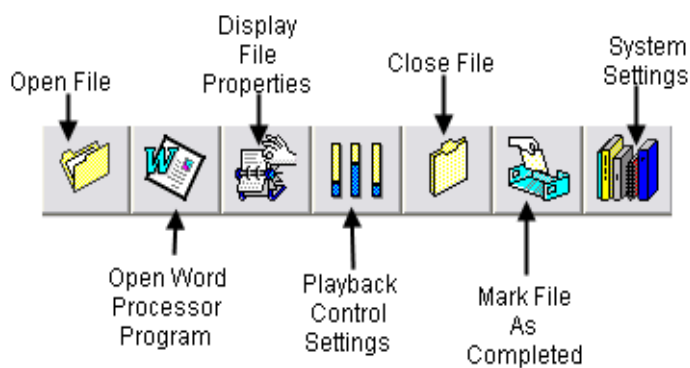 Open File
Display
File
Properties
Close File
System
Settings
W
Open Word
Processor
Program
Playback
Control
Settings
Mark File
As
Completed